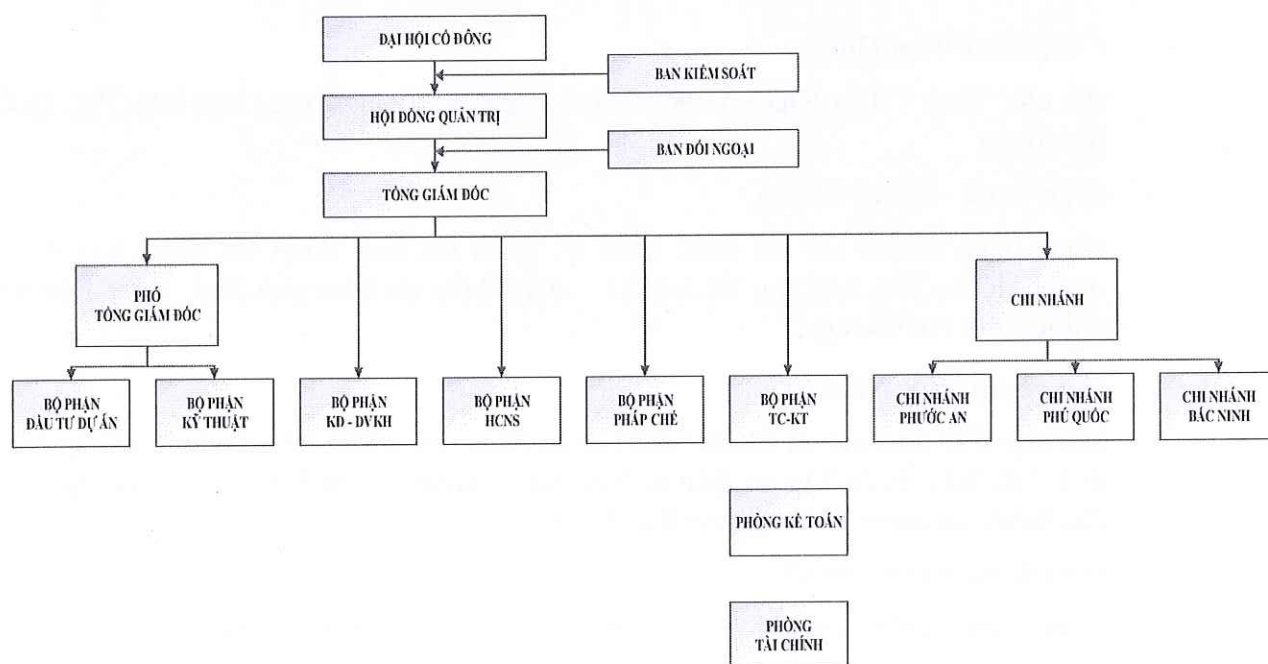 ĐẠI HỘI CỔ ĐÔNG
BAN KIỂM SOÁT
HỘI ĐỒNG QUẢN TRỊ
BAN ĐỐI NGOẠI
TỔNG GIÁM ĐỐC
PHÓ
TỔNG GIÁM ĐỐC
CHI NHÁNH
BỘ PHẬN
ĐẦU TƯ DỰ ÁN
BỘ PHẬN
KỸ THUẬT
BỘ PHẬN
KD - DVKH
BỘ PHẬN
HCNS
BỘ PHẬN
PHÁP CHẾ
BỘ PHẬN
TC-KT
CHI NHÁNH
PHƯỚC AN
CHI NHÁNH
PHÚ QUỐC
CHI NHÁNH
BẮC NINH
PHÒNG KẾ TOÁN
PHÒNG
TÀI CHÍNH